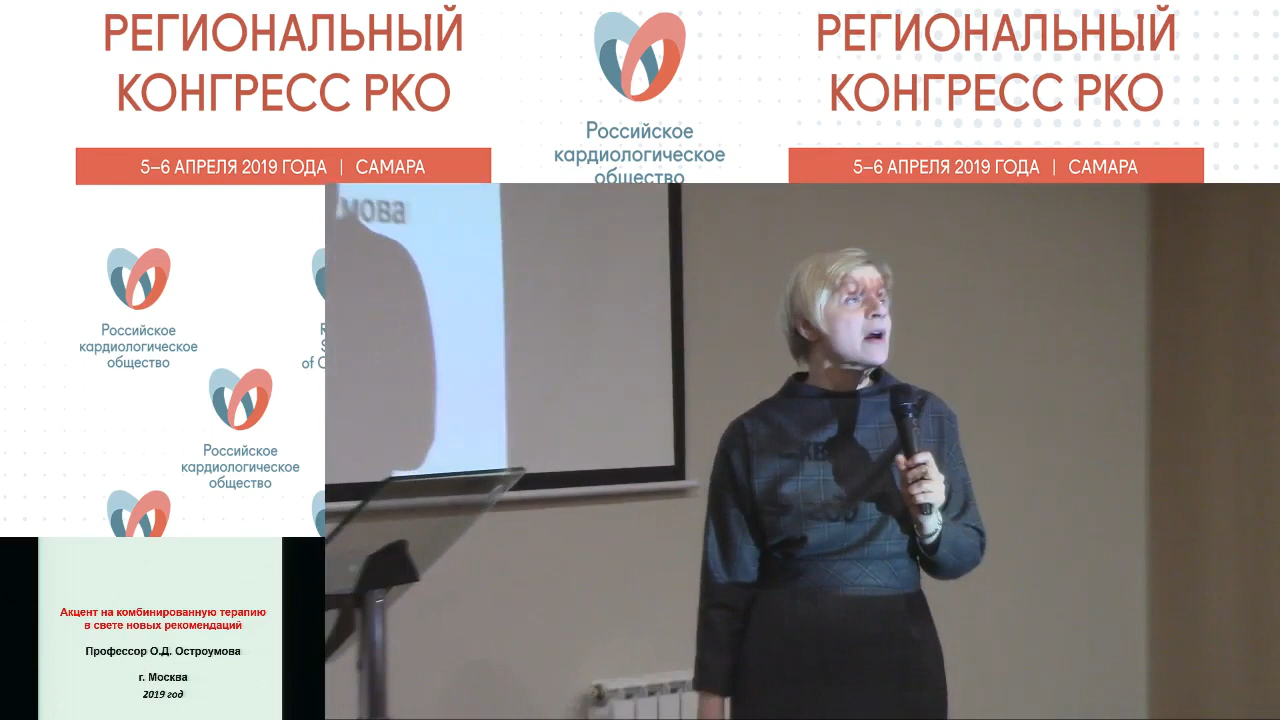 РЕГИОНАЛЬНЫЙ
КОНГРЕСС РКО
5–6 АПРЕЛЯ 2019 ГОДА | САМАРА
Российское
кардиологическое
общество
РЕГИОНАЛЬНЫЙ
КОНГРЕСС РКО
5–6 АПРЕЛЯ 2019 ГОДА | САМАРА
Российское
кардиологическое
общество
of C
Российское
кардиологическое
общество
мова
Акцент на комбинированную терапию
в свете новых рекомендаций
Профессор О.Д. Остроумова
г. Москва
2019 год